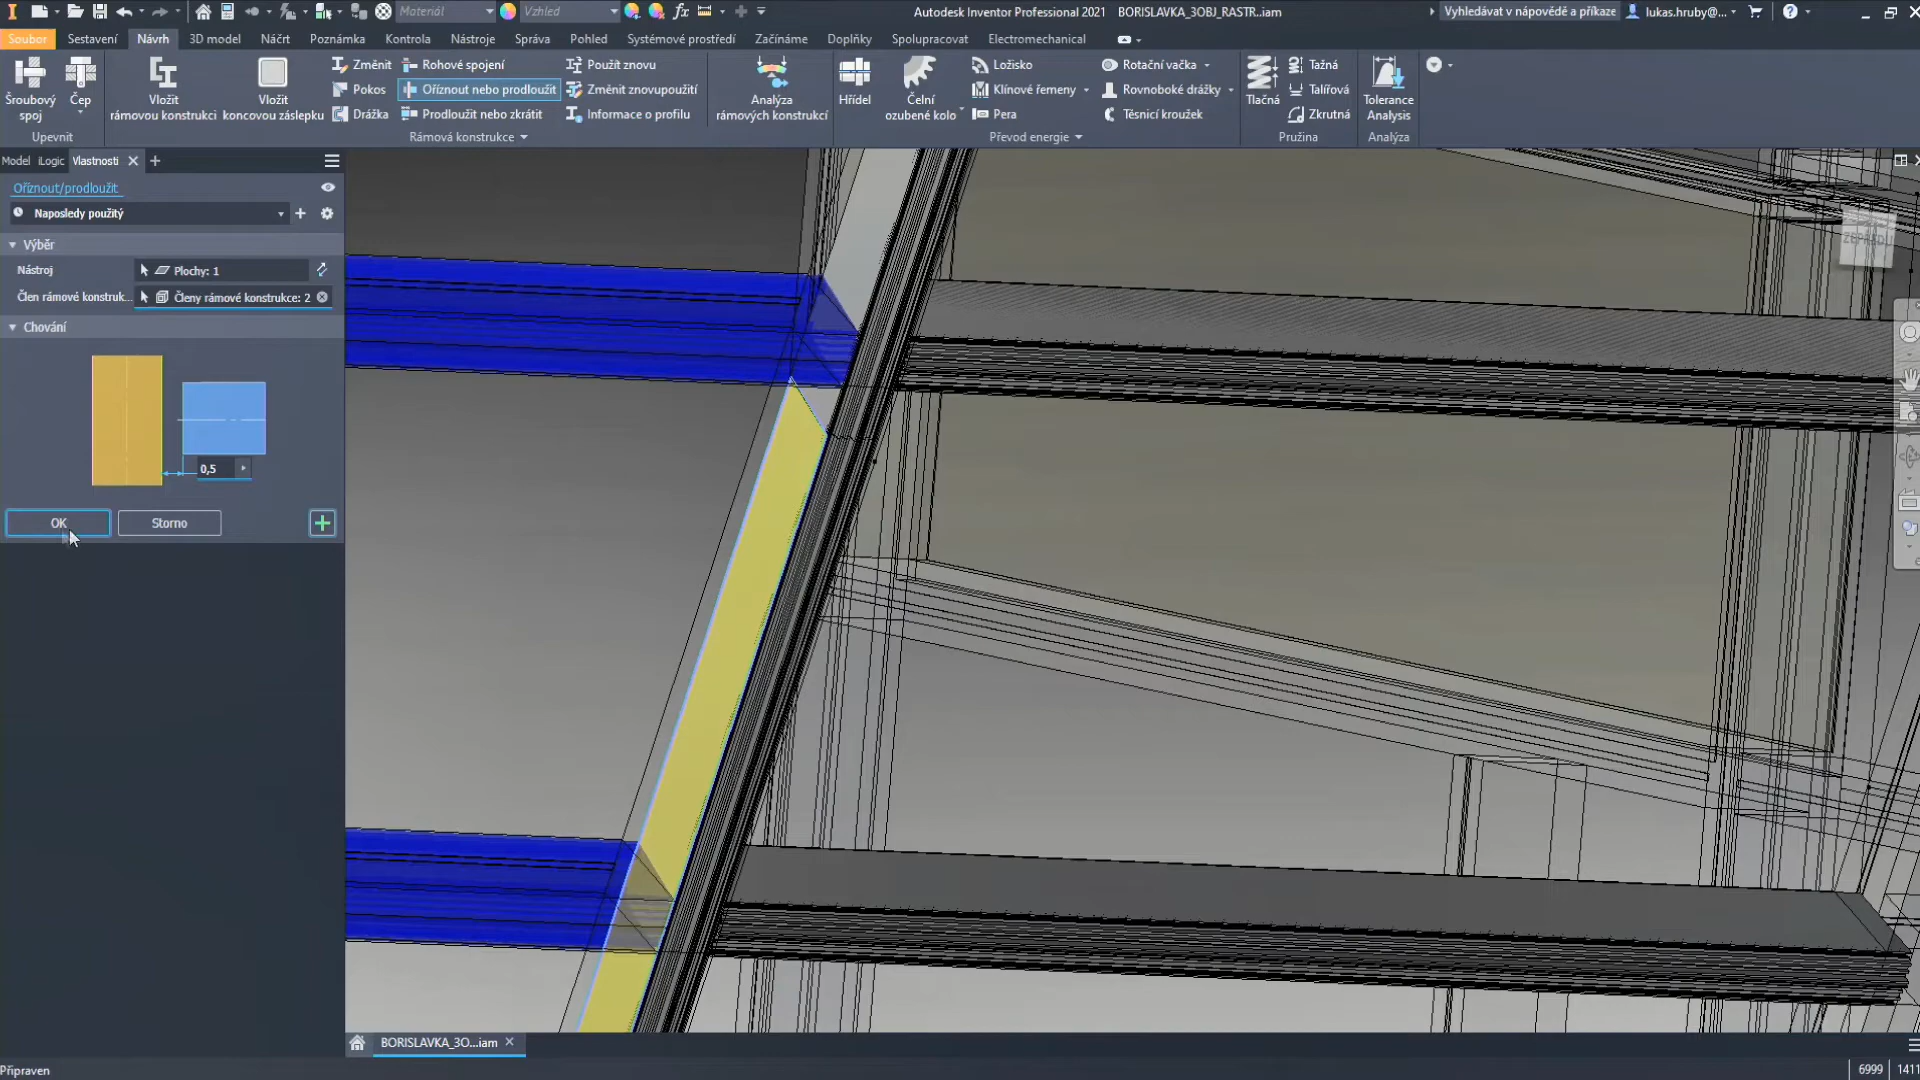 Materiál
Vzhled
Autodesk Inventor Professional 2021 BORISLAVKA_3OBJ_RASTR..iam
Vyhledávat v nápovědě a příkaze
lukas.hruby@...
Soubor Sestavení Návrh 3D model Náčrt Poznámka Kontrola Nástroje Správa Pohled Systémové prostředí Začínáme Doplňky Spolupracovat Electromechanical
Šroubový spoj
Čep
Upevnit
Vložit rámovou konstrukci
Vložit koncovou záslepku
Změnit
Pokos
Drážka
Rohové spojení
Oříznout nebo prodloužit
Prodloužit nebo zkrátit
Použít znovu
Změnit znovupoužití
Informace o profilu
Rámová konstrukce
Analýza rámových konstrukcí
Hřídel
Čelní ozubené kolo
Ložisko
Klínové řemeny
Pera
Rotační vačka
Rovnoboké drážky
Těsnicí kroužek
Převod energie
Tlačná
Tažná
Talířová
Zkrutná
Pružina
Tolerance Analysis
Analýza
Model iLogic Vlastnosti
Oříznout/prodloužit
Naposledy použitý
Výběr
Nástroj Plochy: 1
Člen rámové konstruk... Členy rámové konstrukce: 2
Chování
0,5
OK Storno
ZEPŘEDU
BORISLAVKA_3O...iam
Připraven
6999 1411